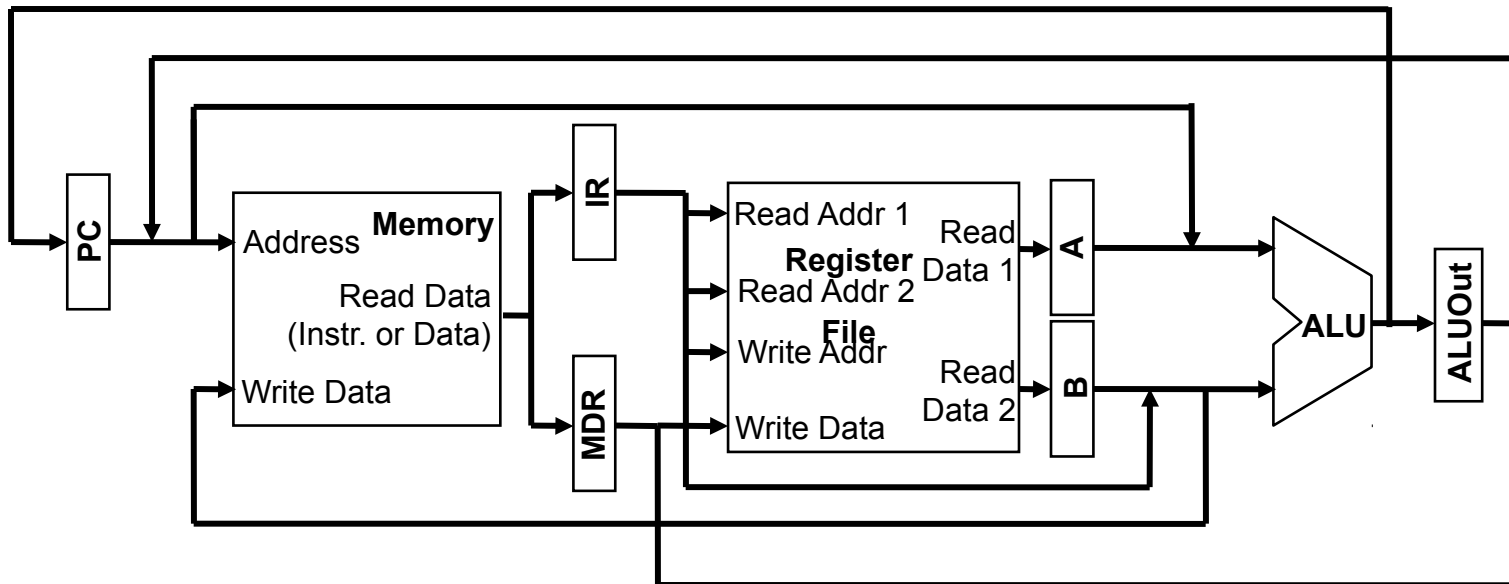 PC
Memory
Address
Read Data
(Instr. or Data)
Write Data
IR
MDR
Read Addr 1
Register
Read Addr 2
File
Write Addr
Write Data
Read
Data 1
Read
Data 2
A
B
ALU
ALUOut